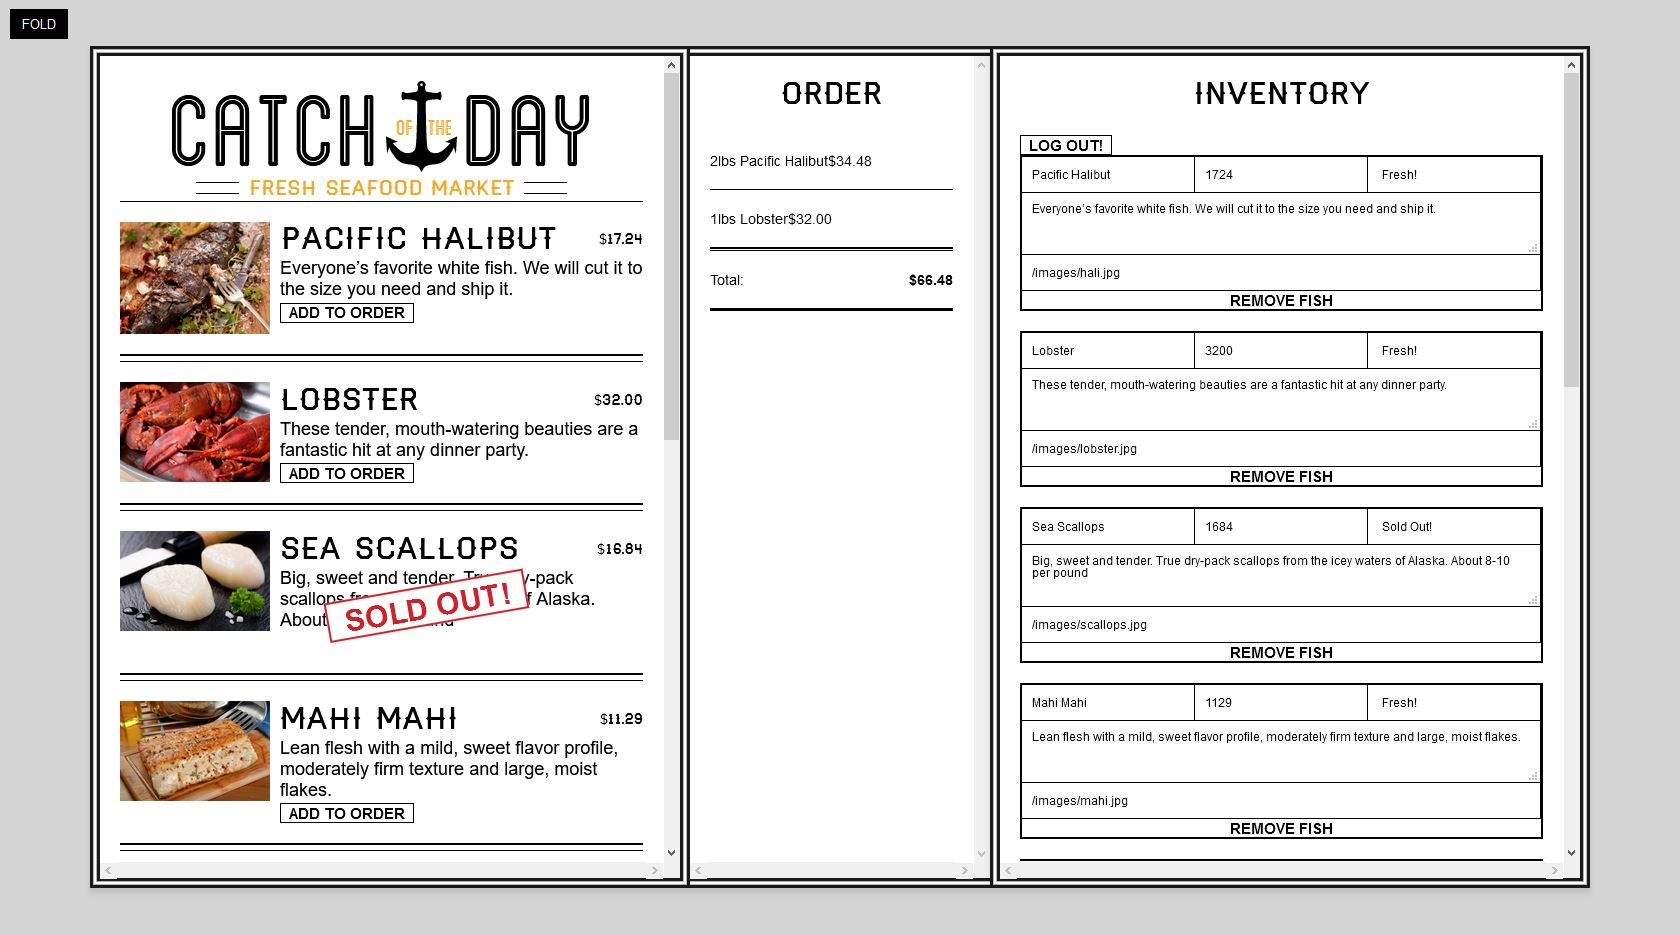 FOLD
CATCH OF THE DAY
FRESH SEAFOOD MARKET
PACIFIC HALIBUT $17.24
Everyone’s favorite white fish. We will cut it to
the size you need and ship it.
ADD TO ORDER
LOBSTER $32.00
These tender, mouth-watering beauties are a
fantastic hit at any dinner party.
ADD TO ORDER
SEA SCALLOPS $16.84
Big, sweet and tender. -pack
scallops Alaska.
About
SOLD OUT!
MAHI MAHI $11.29
Lean flesh with a mild, sweet flavor profile,
moderately firm texture and large, moist
flakes.
ADD TO ORDER
ORDER
2lbs Pacific Halibut$34.48
1lbs Lobster$32.00
Total: $66.48
INVENTORY
LOG OUT!
Pacific Halibut 1724 Fresh!
Everyone’s favorite white fish. We will cut it to the size you need and ship it.
/images/hali.jpg
REMOVE FISH
Lobster 3200 Fresh!
These tender, mouth-watering beauties are a fantastic hit at any dinner party.
/images/lobster.jpg
REMOVE FISH
Sea Scallops 1684 Sold Out!
Big, sweet and tender. True dry-pack scallops from the icey waters of Alaska. About 8-10
per pound
/images/scallops.jpg
REMOVE FISH
Mahi Mahi 1129 Fresh!
Lean flesh with a mild, sweet flavor profile, moderately firm texture and large, moist flakes.
/images/mahi.jpg
REMOVE FISH